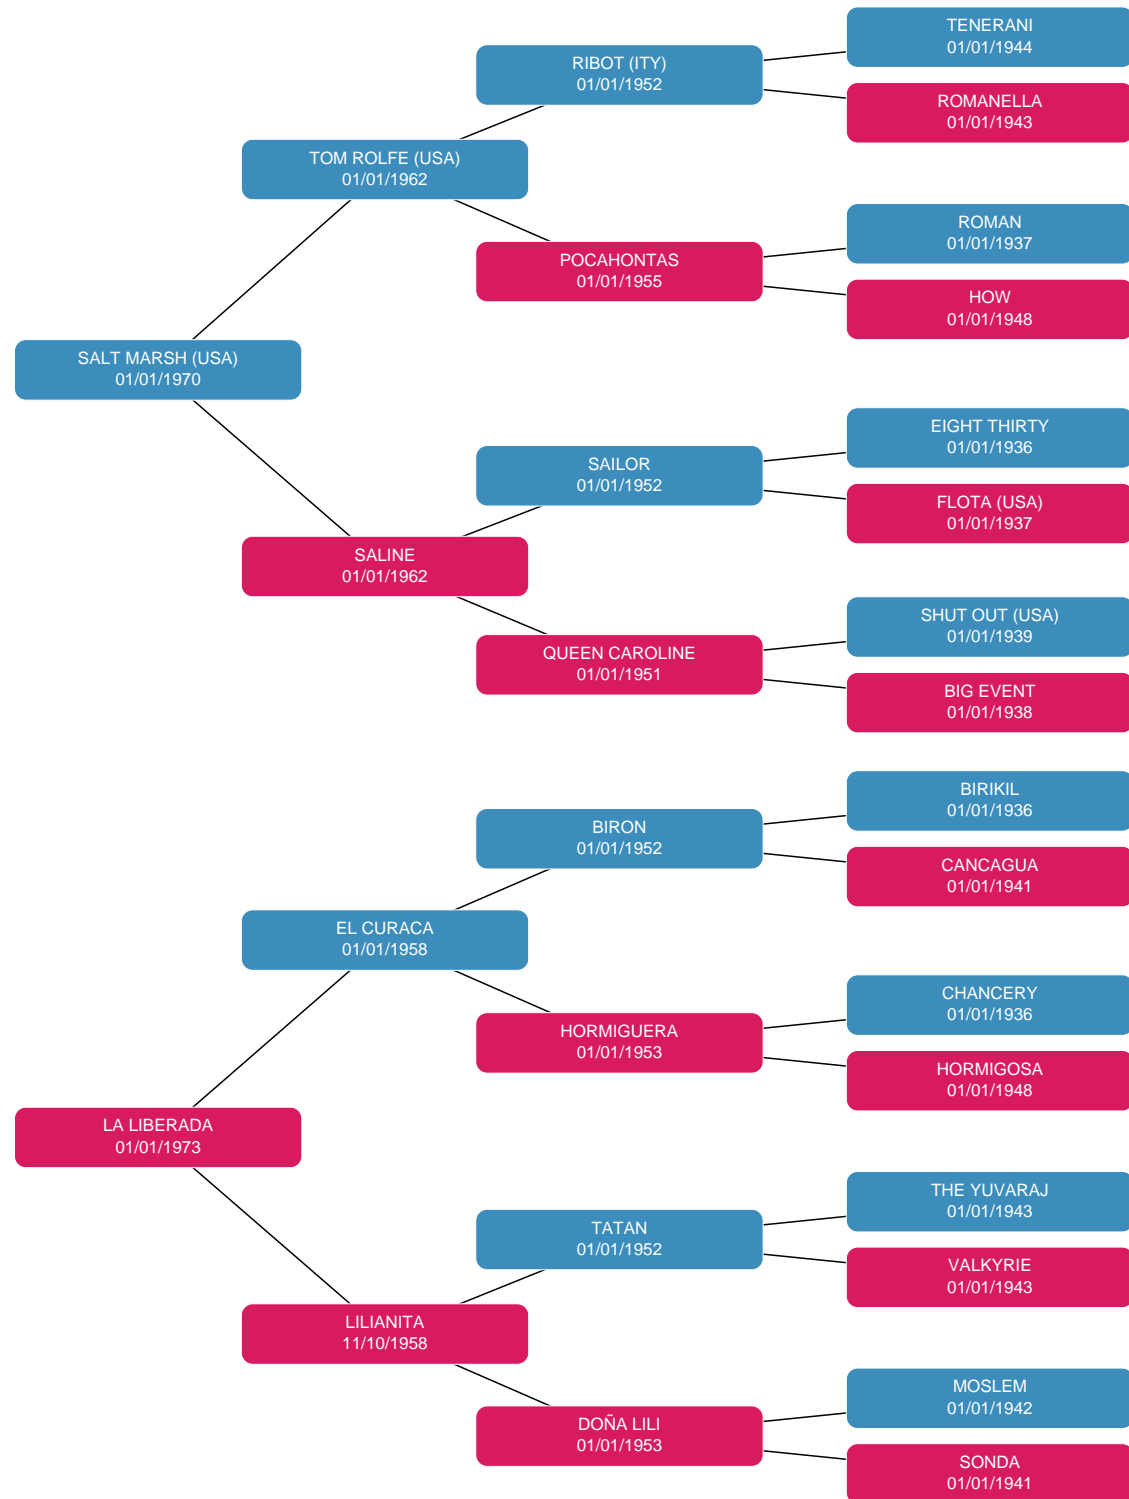 TENERANI
01/01/1944
RIBOT (ITY)
01/01/1952
ROMANELLA
01/01/1943
TOM ROLFE (USA)
01/01/1962
ROMAN
01/01/1937
POCAHONTAS
01/01/1955
HOW
01/01/1948
SALT MARSH (USA)
01/01/1970
EIGHT THIRTY
01/01/1936
SAILOR
01/01/1952
FLOTA (USA)
01/01/1937
SALINE
01/01/1962
SHUT OUT (USA)
01/01/1939
QUEEN CAROLINE
01/01/1951
BIG EVENT
01/01/1938
BIRIKIL
01/01/1936
BIRON
01/01/1952
CANCAGUA
01/01/1941
EL CURACA
01/01/1958
CHANCERY
01/01/1936
HORMIGUERA
01/01/1953
HORMIGOSA
01/01/1948
LA LIBERADA
01/01/1973
THE YUVARAJ
01/01/1943
TATAN
01/01/1952
VALKYRIE
01/01/1943
LILIANITA
11/10/1958
MOSLEM
01/01/1942
DOÑA LILI
01/01/1953
SONDA
01/01/1941